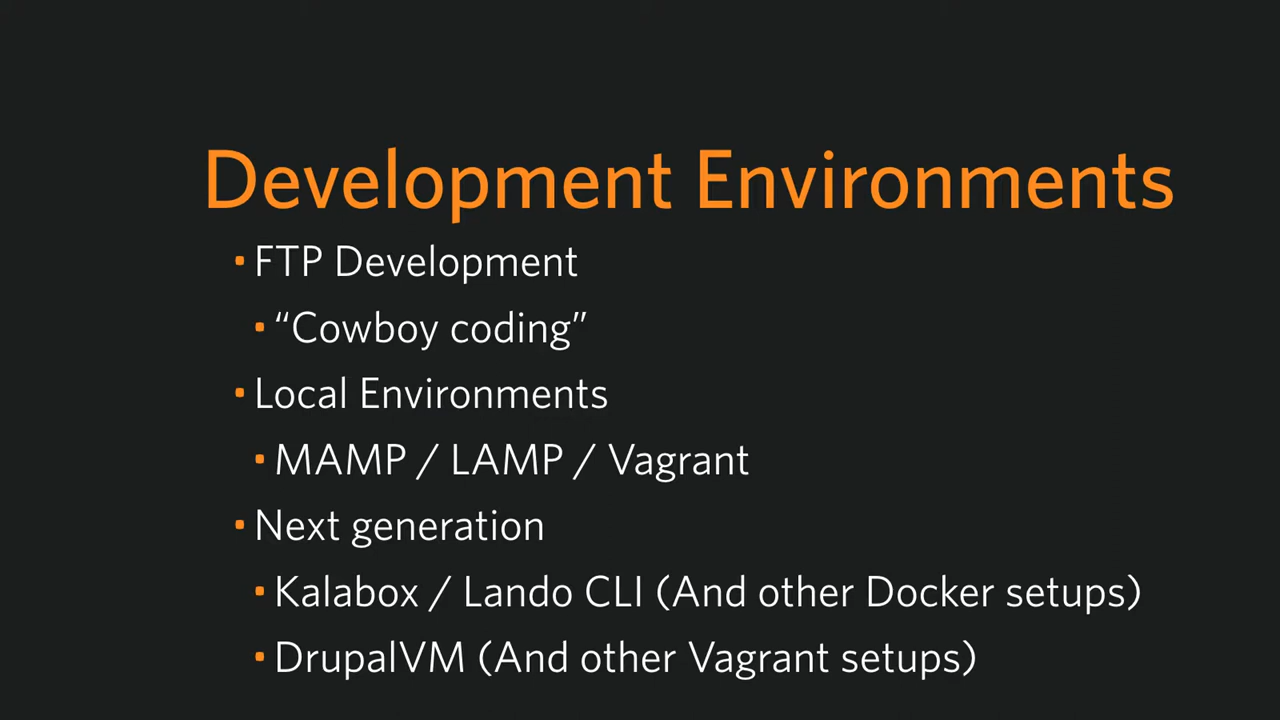 Development Environments
▪ FTP Development
▪ “Cowboy coding”
▪ Local Environments
▪ MAMP / LAMP / Vagrant
▪ Next generation
▪ Kalabox / Lando CLI (And other Docker setups)
▪ DrupalVM (And other Vagrant setups)